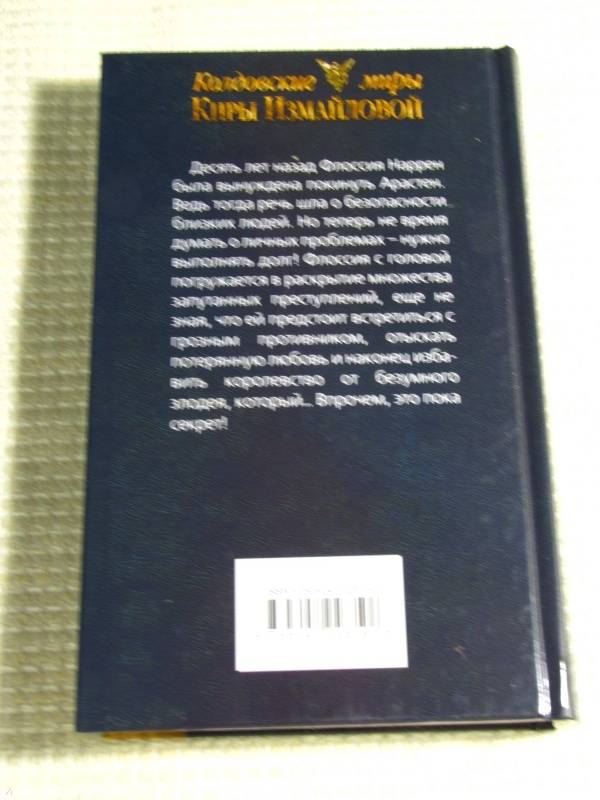 Колдовские миры
Киры Измайловой
Десять лет назад Флоссия Наррен
была вынуждена покинуть Арастен.
Ведь тогда речь шла о безопасности
близких людей. Но теперь не время
думать о личных проблемах – нужно
выполнять долг! Флоссия с головой
погружается в раскрытие множества
запутанных преступлений, еще не
зная, что ей предстоит встретиться с
грозным противником, отыскать
потерянную любовь и наконец изба-
вить королевство от безумного
злодея, который... Впрочем, это пока
секрет!